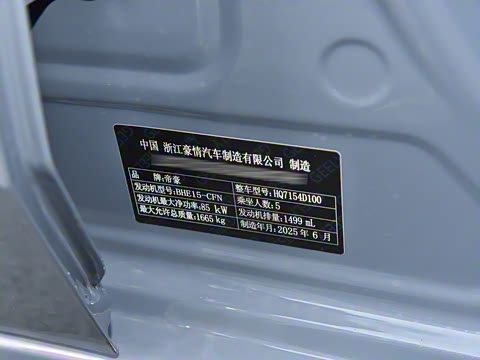 中国 浙江豪情汽车制造有限公司 制造
品 牌:帝豪
发动机型号:BHE15-CFN 整车型号:HQ7154D100
发动机最大净功率:85 kW 乘坐人数:5
最大允许总质量:1665kg 发动机排量:1499 mL
制造年月:2025 年 6 月